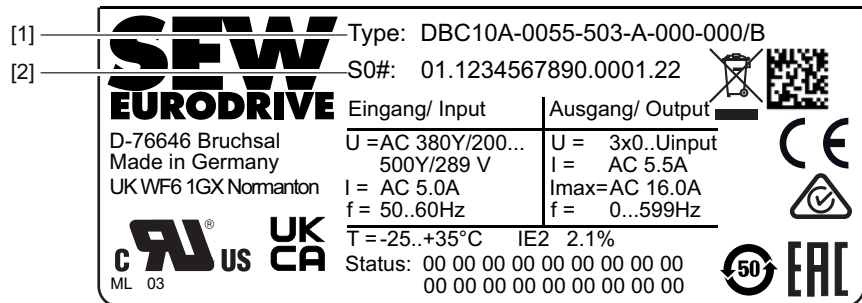 [1]
Type: DBC10A-0055-503-A-000-000/B
[2]
SEW
EURODRIVE
S0#: 01.1234567890.0001.22
D-76646 Bruchsal
Made in Germany
UK WF6 1GX Normanton
Eingang/ Input
U =AC 380Y/200...
500Y/289 V
I = AC 5.0A
f = 50..60Hz
Ausgang/ Output
U = 3x0..Uinput
I = AC 5.5A
Imax=AC 16.0A
f = 0...599Hz
T =-25..+35°C IE2 2.1%
Status: 00 00 00 00 00 00 00 00 00
00 00 00 00 00 00 00 00 00
C RU ® US
ML 03
UK
CA
CE
50
EAC